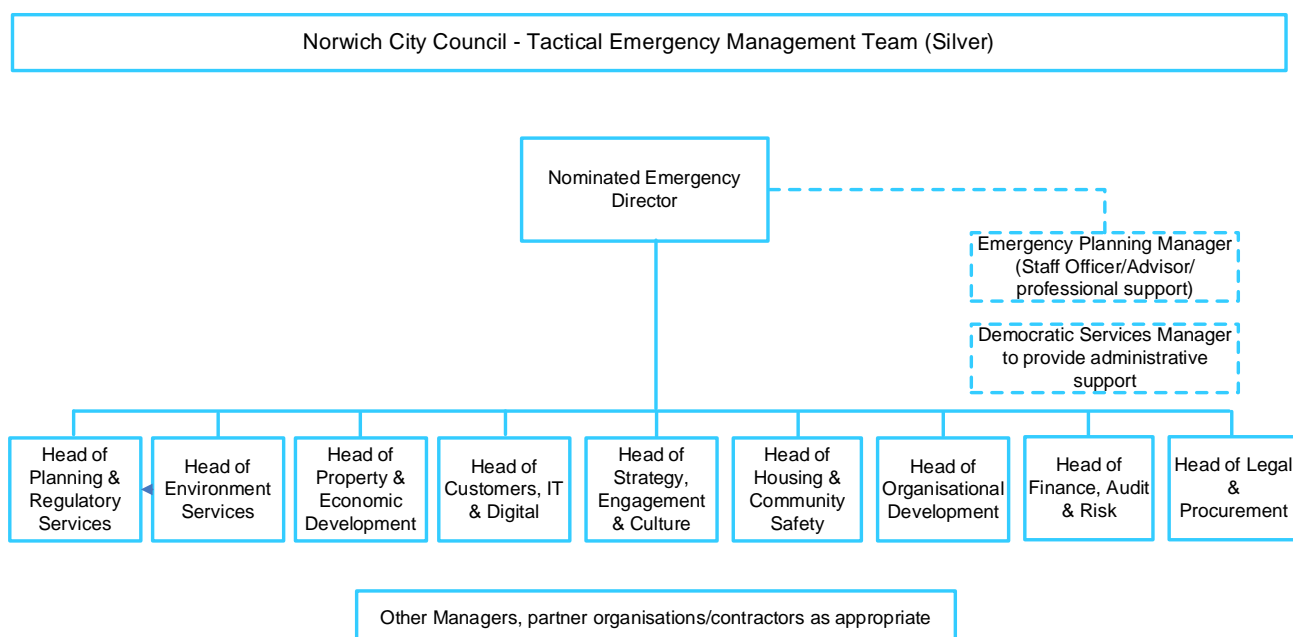 Norwich City Council - Tactical Emergency Management Team (Silver)
Nominated Emergency
Director
Emergency Planning Manager
(Staff Officer/Advisor/
professional support)
Democratic Services Manager
to provide administrative
support
Head of
Planning &
Regulatory
Services
Head of
Environment
Services
Head of
Property &
Economic
Development
Head of
Customers, IT
& Digital
Head of
Strategy,
Engagement
& Culture
Head of
Housing &
Community
Safety
Head of
Organisational
Development
Head of
Finance, Audit
& Risk
Head of Legal
&
Procurement
Other Managers, partner organisations/contractors as appropriate